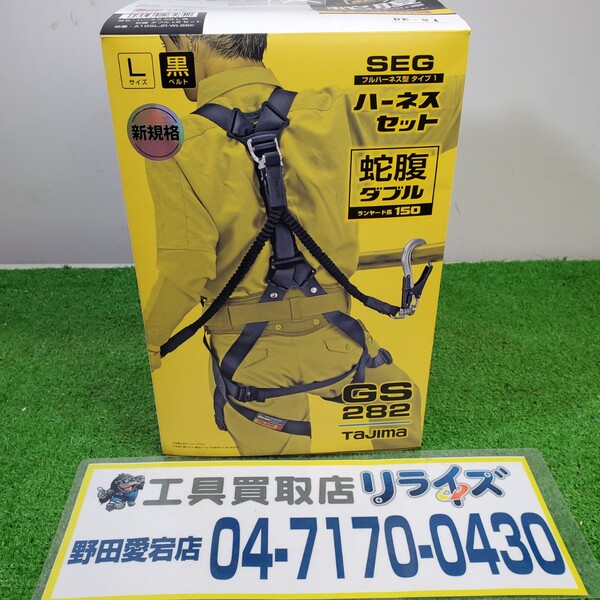 L
サイズ
黒
ベルト
新規格
SEG
フルハーネス型 タイプ1
ハーネス
セット
蛇腹
ダブル
ランヤード長 150
GS
282
TAJIMA
工具買取店 リライズ
野田愛宕店 04-7170-0430